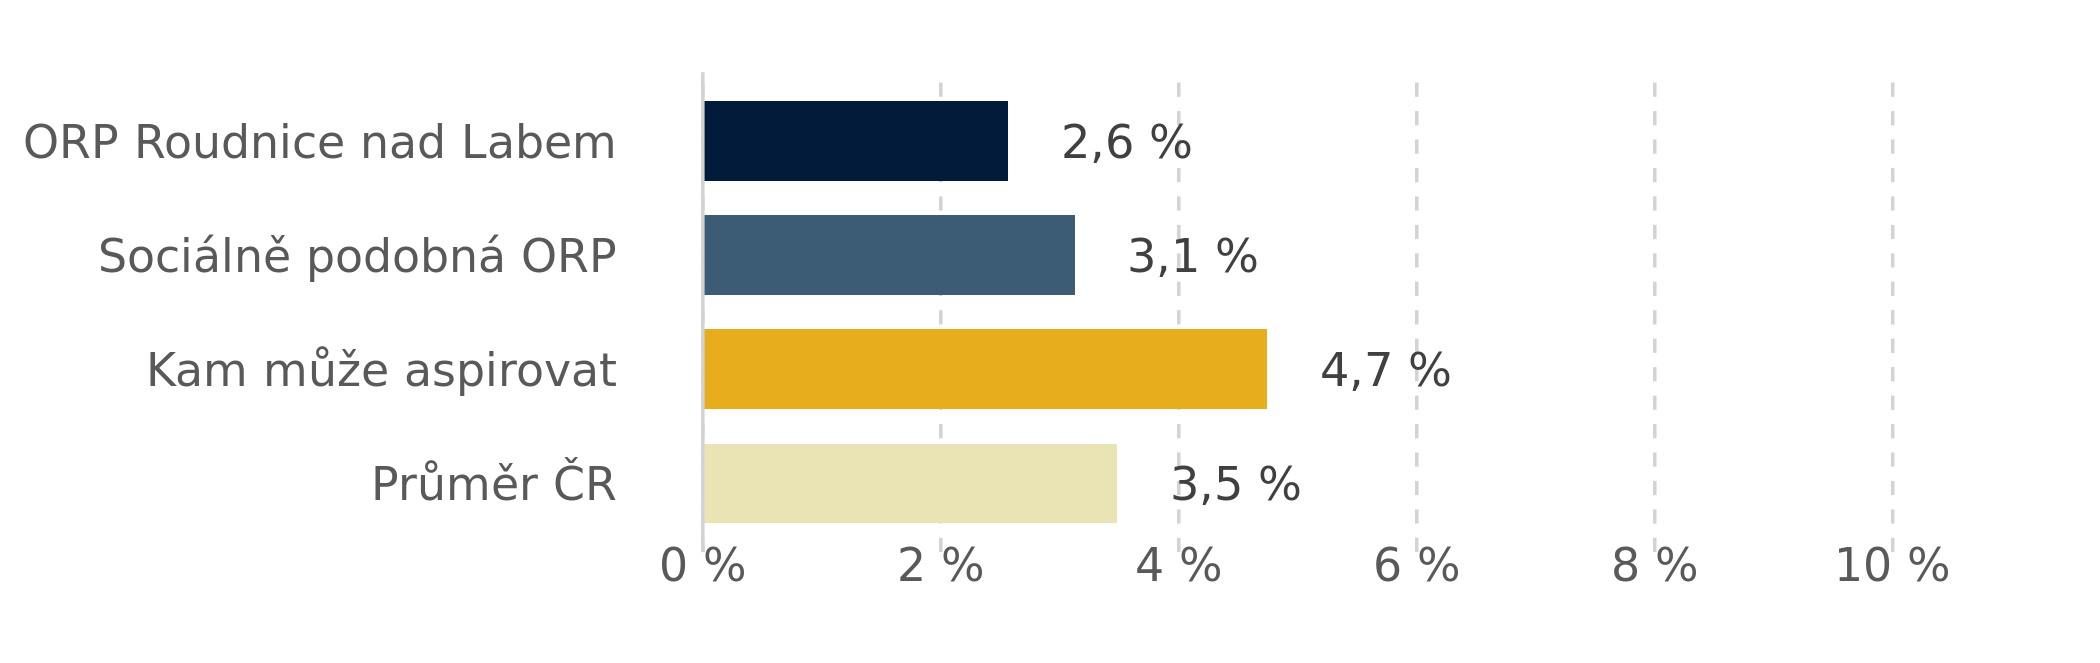 ORP Roudnice nad Labem
2,6 %
Sociálně podobná ORP
3,1 %
Kam může aspirovat
4,7 %
Průměr ČR
3,5 %
0 % 2 % 4 % 6 % 8 % 10 %